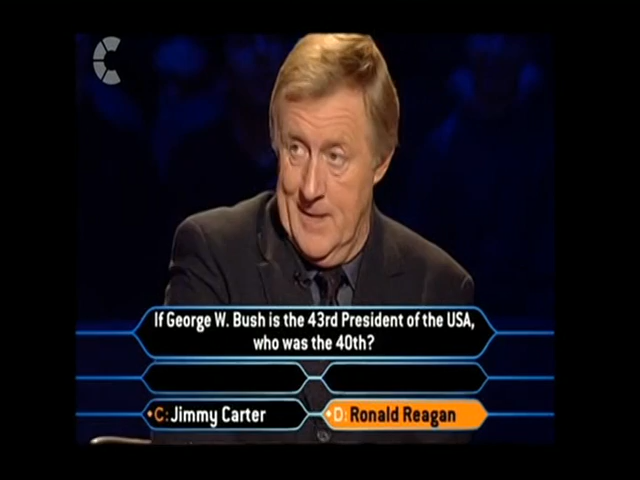 If George W. Bush is the 43rd President of the USA,
who was the 40th?
C: Jimmy Carter
D: Ronald Reagan